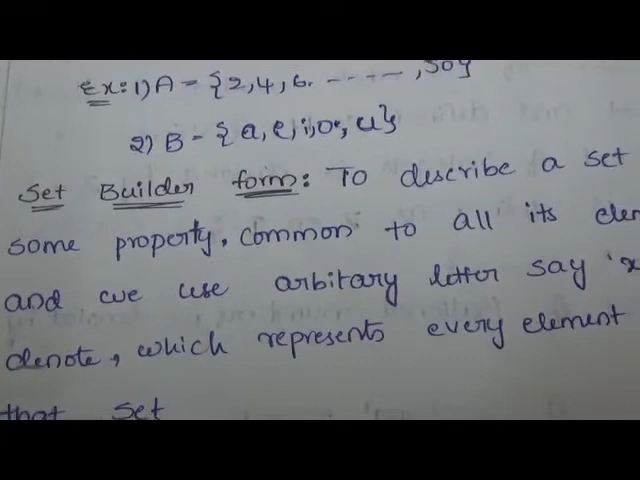 Ex: 1) A = {2, 4, 6. ......, 50}
2) B = {a, e, i, o, u}
Set Builder form: To describe a set
some property, common to all its
and we use arbitrary letter say 'x
denote, which represents every element
that set